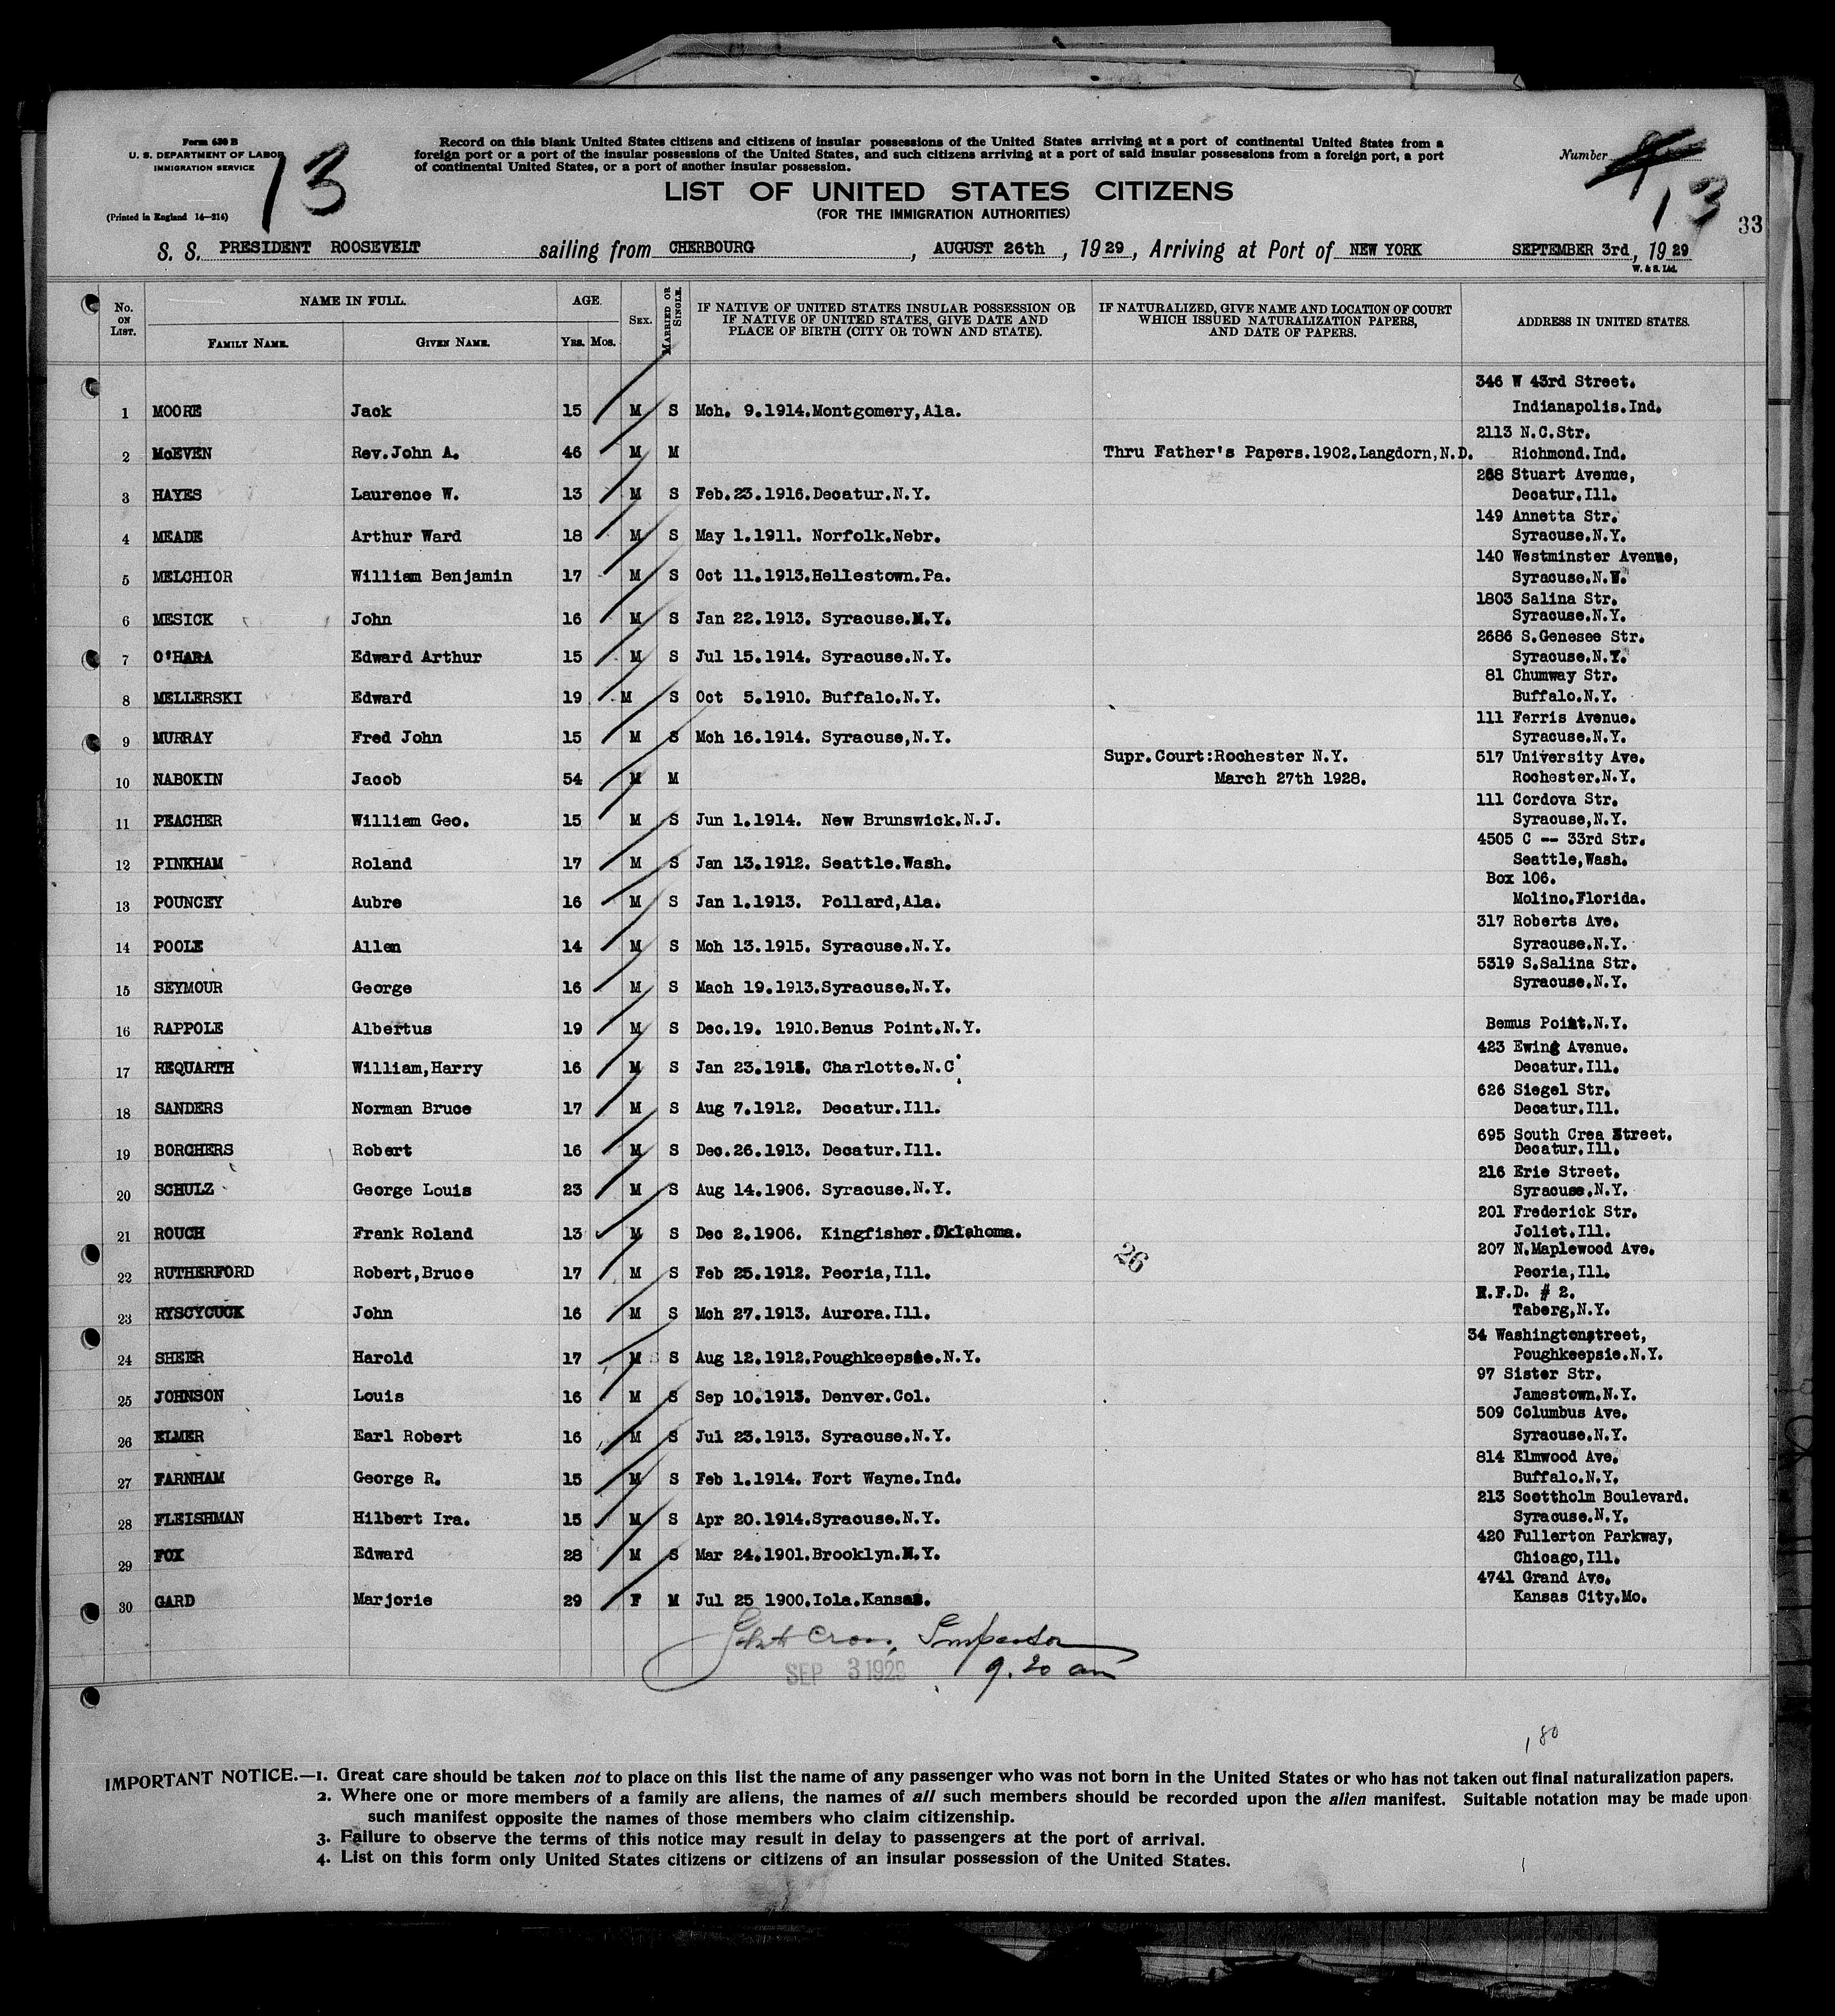 Form 630 B
U. S. DEPARTMENT OF LABOR
IMMIGRATION SERVICE
(Printed in England 14—214)
13
Record on this blank United States citizens and citizens of insular possessions of the United States arriving at a port of continental United States from a
foreign port or a port of the insular possessions of the United States, and such citizens arriving at a port of said insular possessions from a foreign port, a port
of continental United States, or a port of another insular possession.
Number
13
33
LIST OF UNITED STATES CITIZENS
(FOR THE IMMIGRATION AUTHORITIES)
S. S. PRESIDENT ROOSEVELT sailing from CHERBOURG, AUGUST 26th, 1929, Arriving at Port of NEW YORK SEPTEMBER 3rd, 1929
W. & S. Ltd.
No. ON LIST. NAME IN FULL. AGE. SEX. MARRIED OR SINGLE. IF NATIVE OF UNITED STATES INSULAR POSSESSION OR IF NATIVE OF UNITED STATES, GIVE DATE AND PLACE OF BIRTH (CITY OR TOWN AND STATE). IF NATURALIZED, GIVE NAME AND LOCATION OF COURT WHICH ISSUED NATURALIZATION PAPERS, AND DATE OF PAPERS. ADDRESS IN UNITED STATES.
FAMILY NAME. GIVEN NAME. YRS. MOS.
346 W 43rd Street.
1 MOORE Jack 15 M S Mch. 9.1914.Montgomery,Ala. Indianapolis.Ind.
2113 N.C.Str.
2 McEVEN Rev.John A. 46 M M Thru Father's Papers.1902.Langdorn,N.D. Richmond.Ind.
268 Stuart Avenue,
3 HAYES Laurence W. 13 M S Feb.23.1916.Decatur.N.Y. Decatur.Ill.
149 Annetta Str.
4 MEADE Arthur Ward 18 M S May 1.1911. Norfolk.Nebr. Syracuse.N.Y.
140 Westminster Avenue,
5 MELCHIOR William Benjamin 17 M S Oct 11.1913.Hellestown.Pa. Syracuse.N.Y.
1803 Salina Str.
6 MESICK John 16 M S Jan 22.1913. Syracuse.N.Y. Syracuse.N.Y.
2686 S.Genesee Str.
7 O'HARA Edward Arthur 15 M S Jul 15.1914. Syracuse.N.Y. Syracuse.N.Y.
81 Chumway Str.
8 MELLERSKI Edward 19 M S Oct 5.1910. Buffalo.N.Y. Buffalo.N.Y.
111 Ferris Avenue.
9 MURRAY Fred John 15 M S Mch 16.1914. Syracuse,N.Y. Syracuse.N.Y.
Supr.Court:Rochester N.Y. 517 University Ave.
10 NABOKIN Jacob 54 M M March 27th 1928. Rochester.N.Y.
111 Cordova Str.
11 PEACHER William Geo. 15 M S Jun 1.1914. New Brunswick.N.J. Syracuse,N.Y.
4505 C -- 33rd Str.
12 PINKHAM Roland 17 M S Jan 13.1912. Seattle.Wash. Seattle,Wash.
Box 106.
13 POUNCEY Aubre 16 M S Jan 1.1913. Pollard,Ala. Molino.Florida.
317 Roberts Ave.
14 POOLE Allen 14 M S Mch 13.1915. Syracuse.N.Y. Syracuse.N.Y.
5319 S.Salina Str.
15 SEYMOUR George 16 M S Mach 19.1913.Syracuse.N.Y. Syracuse.N.Y.
16 RAPPOLE Albertus 19 M S Dec.19. 1910.Benus Point.N.Y. Bemus Point.N.Y.
423 Ewing Avenue.
17 REQUARTH William,Harry 16 M S Jan 23.1913. Charlotte.N.C. Decatur.Ill.
626 Siegel Str.
18 SANDERS Norman Bruce 17 M S Aug 7.1912. Decatur.Ill. Decatur.Ill.
695 South Crea Street.
19 BORCHERS Robert 16 M S Dec.26.1913. Decatur.Ill. Decatur.Ill.
216 Erie Street.
20 SCHULZ George Louis 23 M S Aug 14.1906. Syracuse.N.Y. Syracuse.N.Y.
201 Frederick Str.
21 ROUCH Frank Roland 13 M S Dec 2.1906. Kingfisher.Oklahoma. Joliet.Ill.
26
207 N.Maplewood Ave.
22 RUTHERFORD Robert,Bruce 17 M S Feb 25.1912. Peoria,Ill. Peoria,Ill.
R.F.D. # 2.
23 RYSCYCUCK John 16 M S Mch 27.1913. Aurora.Ill. Taberg,N.Y.
34 Washingtonstreet,
24 SHEER Harold 17 M S Aug 12.1912.Poughkeepsie.N.Y. Poughkeepsie.N.Y.
97 Sister Str.
25 JOHNSON Louis 16 M S Sep 10.1913. Denver.Col. Jamestown.N.Y.
509 Columbus Ave.
26 ELMER Earl Robert 16 M S Jul 23.1913. Syracuse.N.Y. Syracuse.N.Y.
814 Elmwood Ave.
27 FARNHAM George R. 15 M S Feb 1.1914. Fort Wayne.Ind. Buffalo.N.Y.
213 Scottholm Boulevard.
28 FLEISHMAN Hilbert Ira. 15 M S Apr 20.1914.Syracuse.N.Y. Syracuse.N.Y.
420 Fullerton Parkway,
29 FOX Edward 28 M S Mar 24.1901.Brooklyn.N.Y. Chicago,Ill.
4741 Grand Ave.
30 GARD Marjorie 29 F M Jul 25 1900.Iola.Kansas. Kansas City.Mo.
Inspector
SEP 3 1929 9.20 am
180
IMPORTANT NOTICE.—1. Great care should be taken not to place on this list the name of any passenger who was not born in the United States or who has not taken out final naturalization papers.
2. Where one or more members of a family are aliens, the names of all such members should be recorded upon the alien manifest. Suitable notation may be made upon
such manifest opposite the names of those members who claim citizenship.
3. Failure to observe the terms of this notice may result in delay to passengers at the port of arrival.
4. List on this form only United States citizens or citizens of an insular possession of the United States.